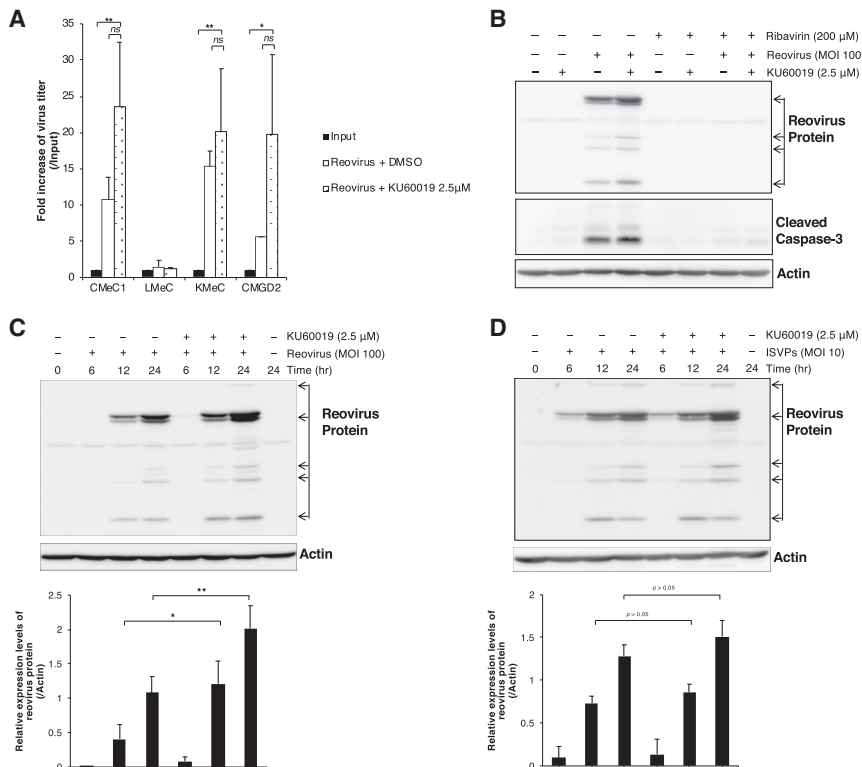 A
35
30
25
20
15
10
5
0
Fold increase of virus titer
(/Input)
** ns
** ns
* ns
CMeC1 LMeC KMeC CMGD2
Input
Reovirus + DMSO
Reovirus + KU60019 2.5μM
B
– – – – + + + + Ribavirin (200 μM)
– – + + – – + + Reovirus (MOI 100
– + – + – + – + KU60019 (2.5 μM)
Reovirus
Protein
Cleaved
Caspase-3
Actin
C
– – – – + + + – KU60019 (2.5 μM)
– + + + + + + – Reovirus (MOI 100)
0 6 12 24 6 12 24 24 Time (hr)
Reovirus
Protein
Actin
Relative expression levels of
reovirus protein
(/Actin)
2.5
2
1.5
1
0.5
0
**
*
D
– – – – + + + – KU60019 (2.5 μM)
– + + + + + + – ISVPs (MOI 10)
0 6 12 24 6 12 24 24 Time (hr)
Reovirus
Protein
Actin
Relative expression levels of
reovirus protein
(/Actin)
2
1.5
1
0.5
0
p > 0.05
p > 0.05